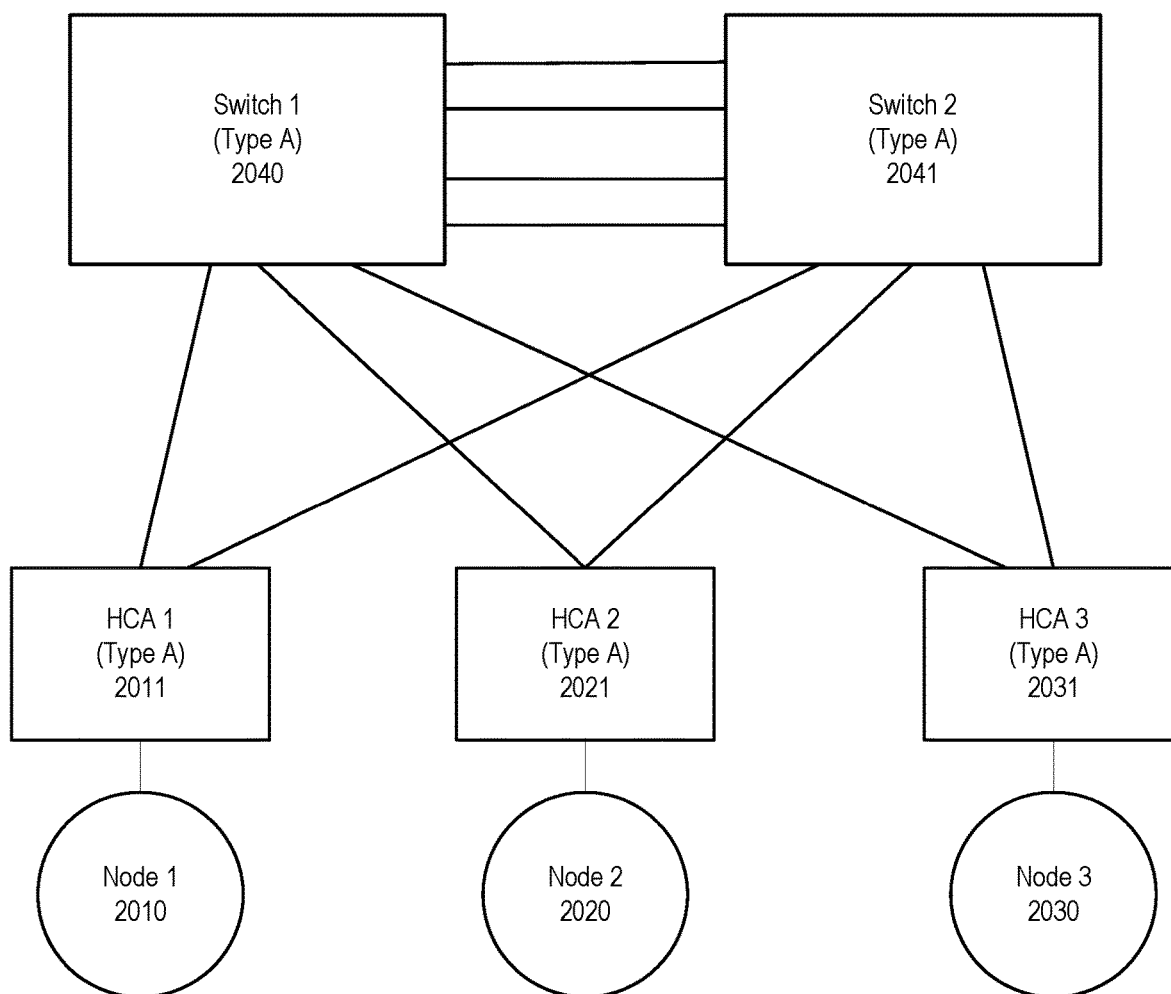 Switch 1
(Type A)
2040
Switch 2
(Type A)
2041
HCA 1
(Type A)
2011
HCA 2
(Type A)
2021
HCA 3
(Type A)
2031
Node 1
2010
Node 2
2020
Node 3
2030